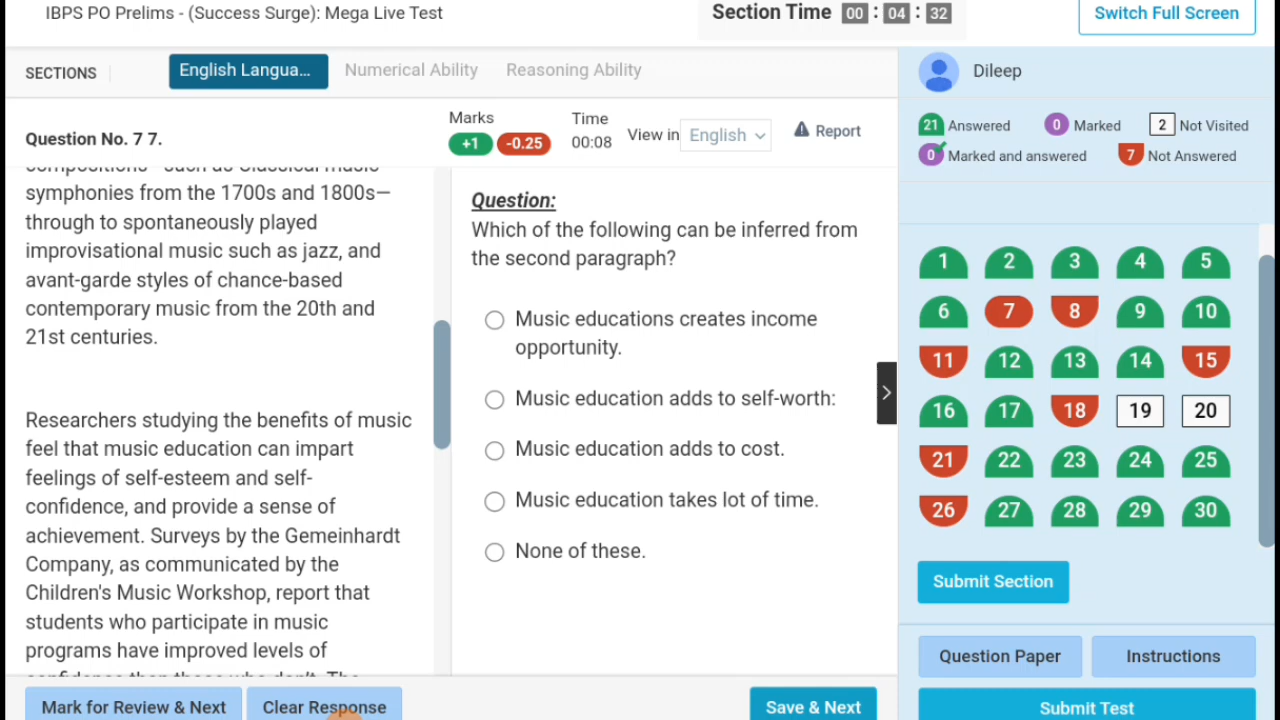 IBPS PO Prelims - (Success Surge): Mega Live Test
Section Time 00 : 04 : 32
Switch Full Screen
SECTIONS
English Langua...
Numerical Ability
Reasoning Ability
Dileep
Question No. 7 7.
Marks
+1 -0.25
Time
00:08
View in English
Report
21 Answered
0 Marked
2 Not Visited
0 Marked and answered
7 Not Answered
compositions—such as Classical music
symphonies from the 1700s and 1800s—
through to spontaneously played
improvisational music such as jazz, and
avant-garde styles of chance-based
contemporary music from the 20th and
21st centuries.
Researchers studying the benefits of music
feel that music education can impart
feelings of self-esteem and self-
confidence, and provide a sense of
achievement. Surveys by the Gemeinhardt
Company, as communicated by the
Children's Music Workshop, report that
students who participate in music
programs have improved levels of
confidence than those who don't. The
Question:
Which of the following can be inferred from
the second paragraph?
Music educations creates income
opportunity.
Music education adds to self-worth:
Music education adds to cost.
Music education takes lot of time.
None of these.
1 2 3 4 5
6 7 8 9 10
11 12 13 14 15
16 17 18 19 20
21 22 23 24 25
26 27 28 29 30
Submit Section
Question Paper
Instructions
Mark for Review & Next
Clear Response
Save & Next
Submit Test